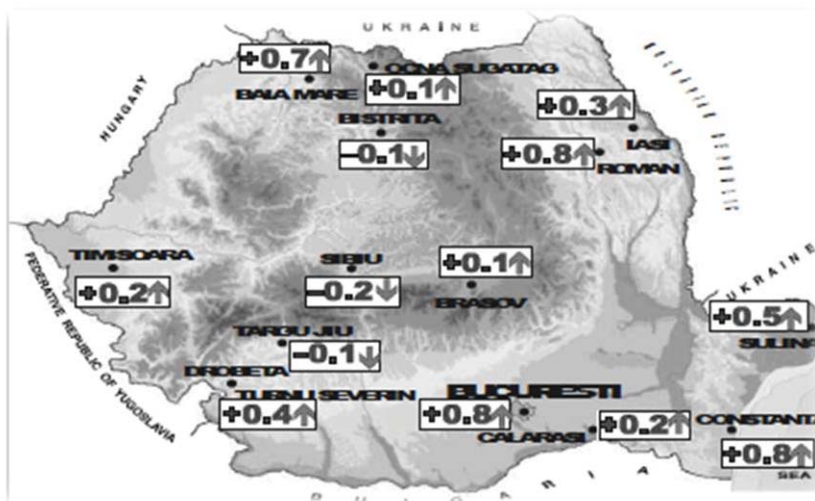 UKRAINE
+0.7↑
OCNA SUGATAG
BAIA MARE
+0.1↑
HUNGARY
BISTRITA
+0.3↑
−0.1↓
IASI
+0.8↑
ROMAN
TIMISOARA
+0.2↑
SIBIU
−0.2↓
+0.1↑
BRASOV
UKRAINE
FEDERATIVE REPUBLIC OF YUGOSLAVIA
+0.5↑
SULINA
TARGU JIU
−0.1↓
DROBETA
TURNU SEVERIN
+0.4↑
BUCURESTI
+0.8↑
CALARASI
+0.2↑
CONSTANTA
+0.8↑
SEA